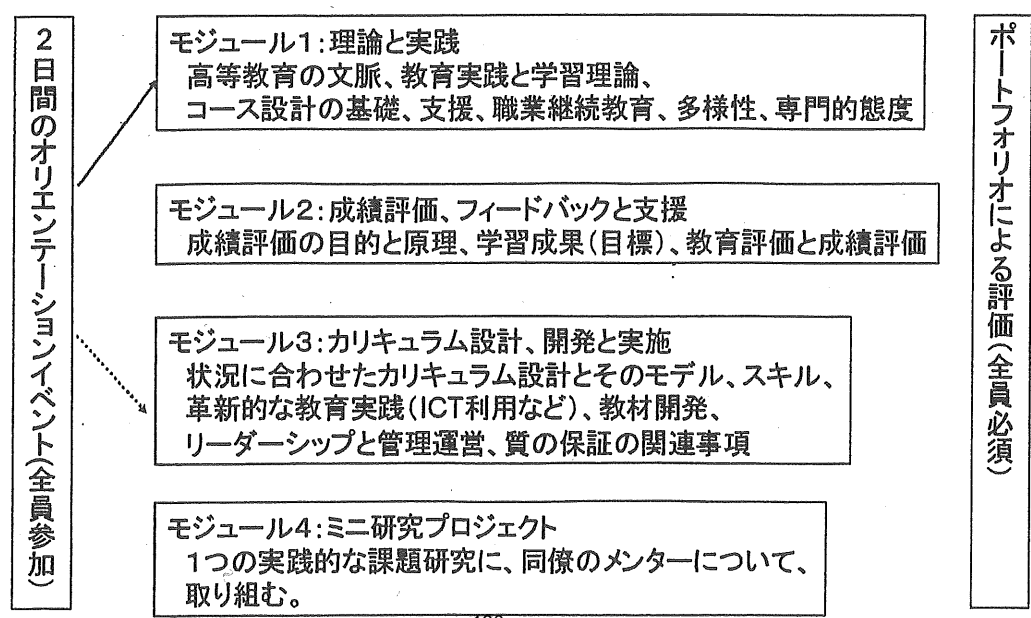 2日間のオリエンテーションイベント(全員参加)
モジュール1:理論と実践
高等教育の文脈、教育実践と学習理論、
コース設計の基礎、支援、職業継続教育、多様性、専門的態度
モジュール2:成績評価、フィードバックと支援
成績評価の目的と原理、学習成果(目標)、教育評価と成績評価
モジュール3:カリキュラム設計、開発と実施
状況に合わせたカリキュラム設計とそのモデル、スキル、
革新的な教育実践(ICT利用など)、教材開発、
リーダーシップと管理運営、質の保証の関連事項
モジュール4:ミニ研究プロジェクト
1つの実践的な課題研究に、同僚のメンターについて、
取り組む。
ポートフォリオによる評価(全員必須)